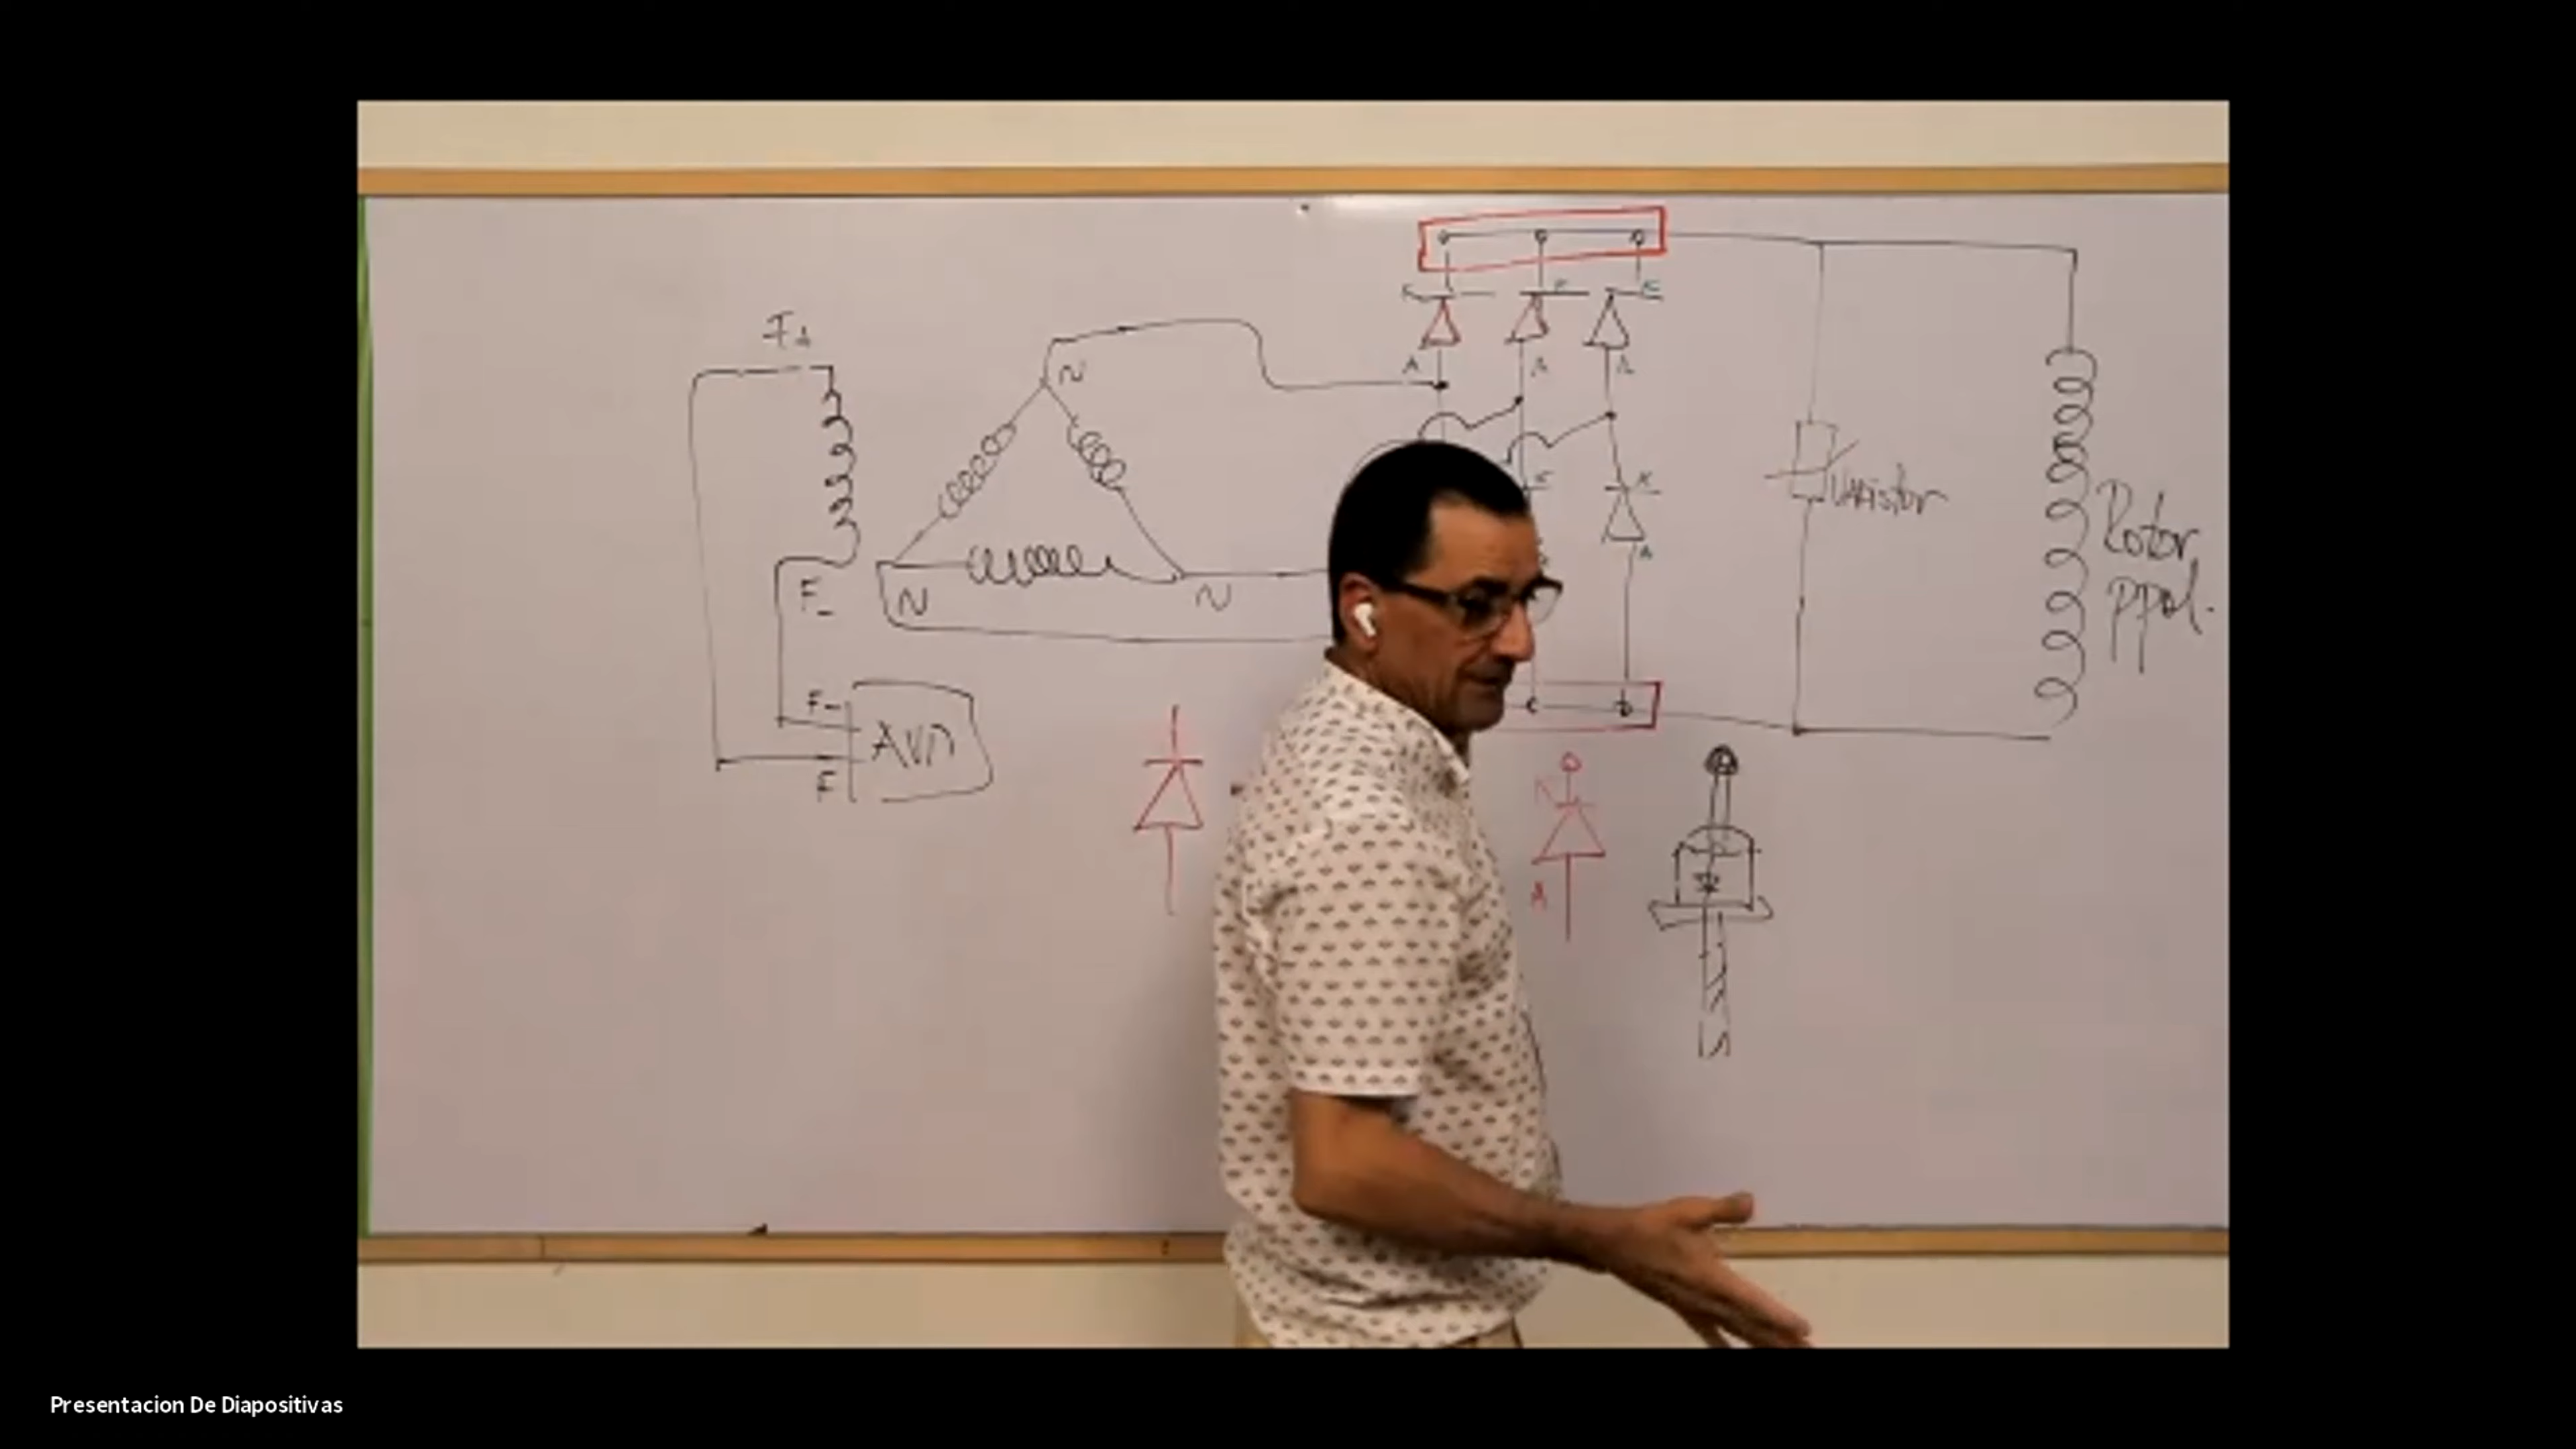 F+
N
N
N
F-
F-
AVR
F
K
K
K
A
A
A
K
K
A
Varistor
Rotor
ppal.
K
A
Presentacion De Diapositivas